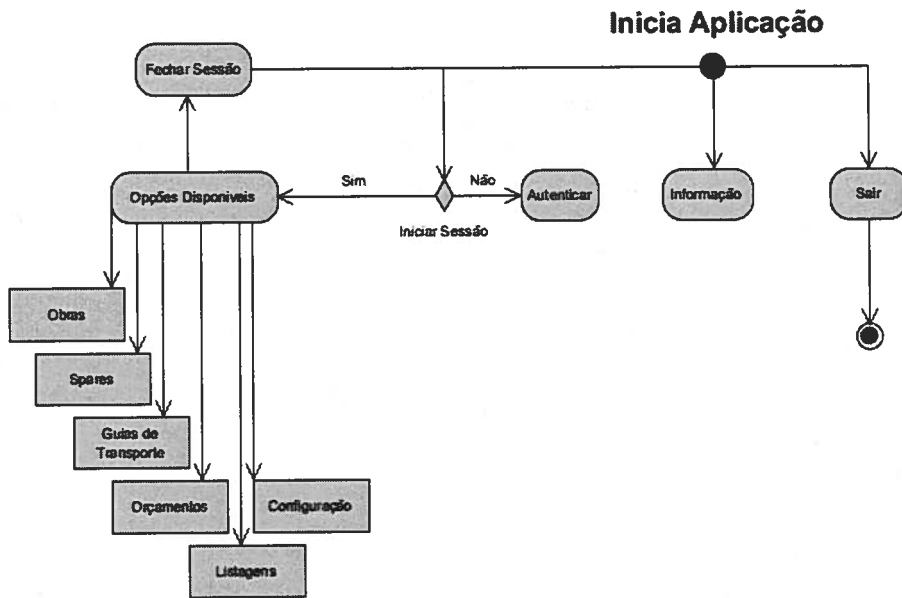 Inicia Aplicação
Fechar Sessão
Opções Disponíveis
Sim
Não
Autenticar
Informação
Sair
Iniciar Sessão
Obras
Spares
Guias de
Transporte
Orçamentos
Configuração
Listagens